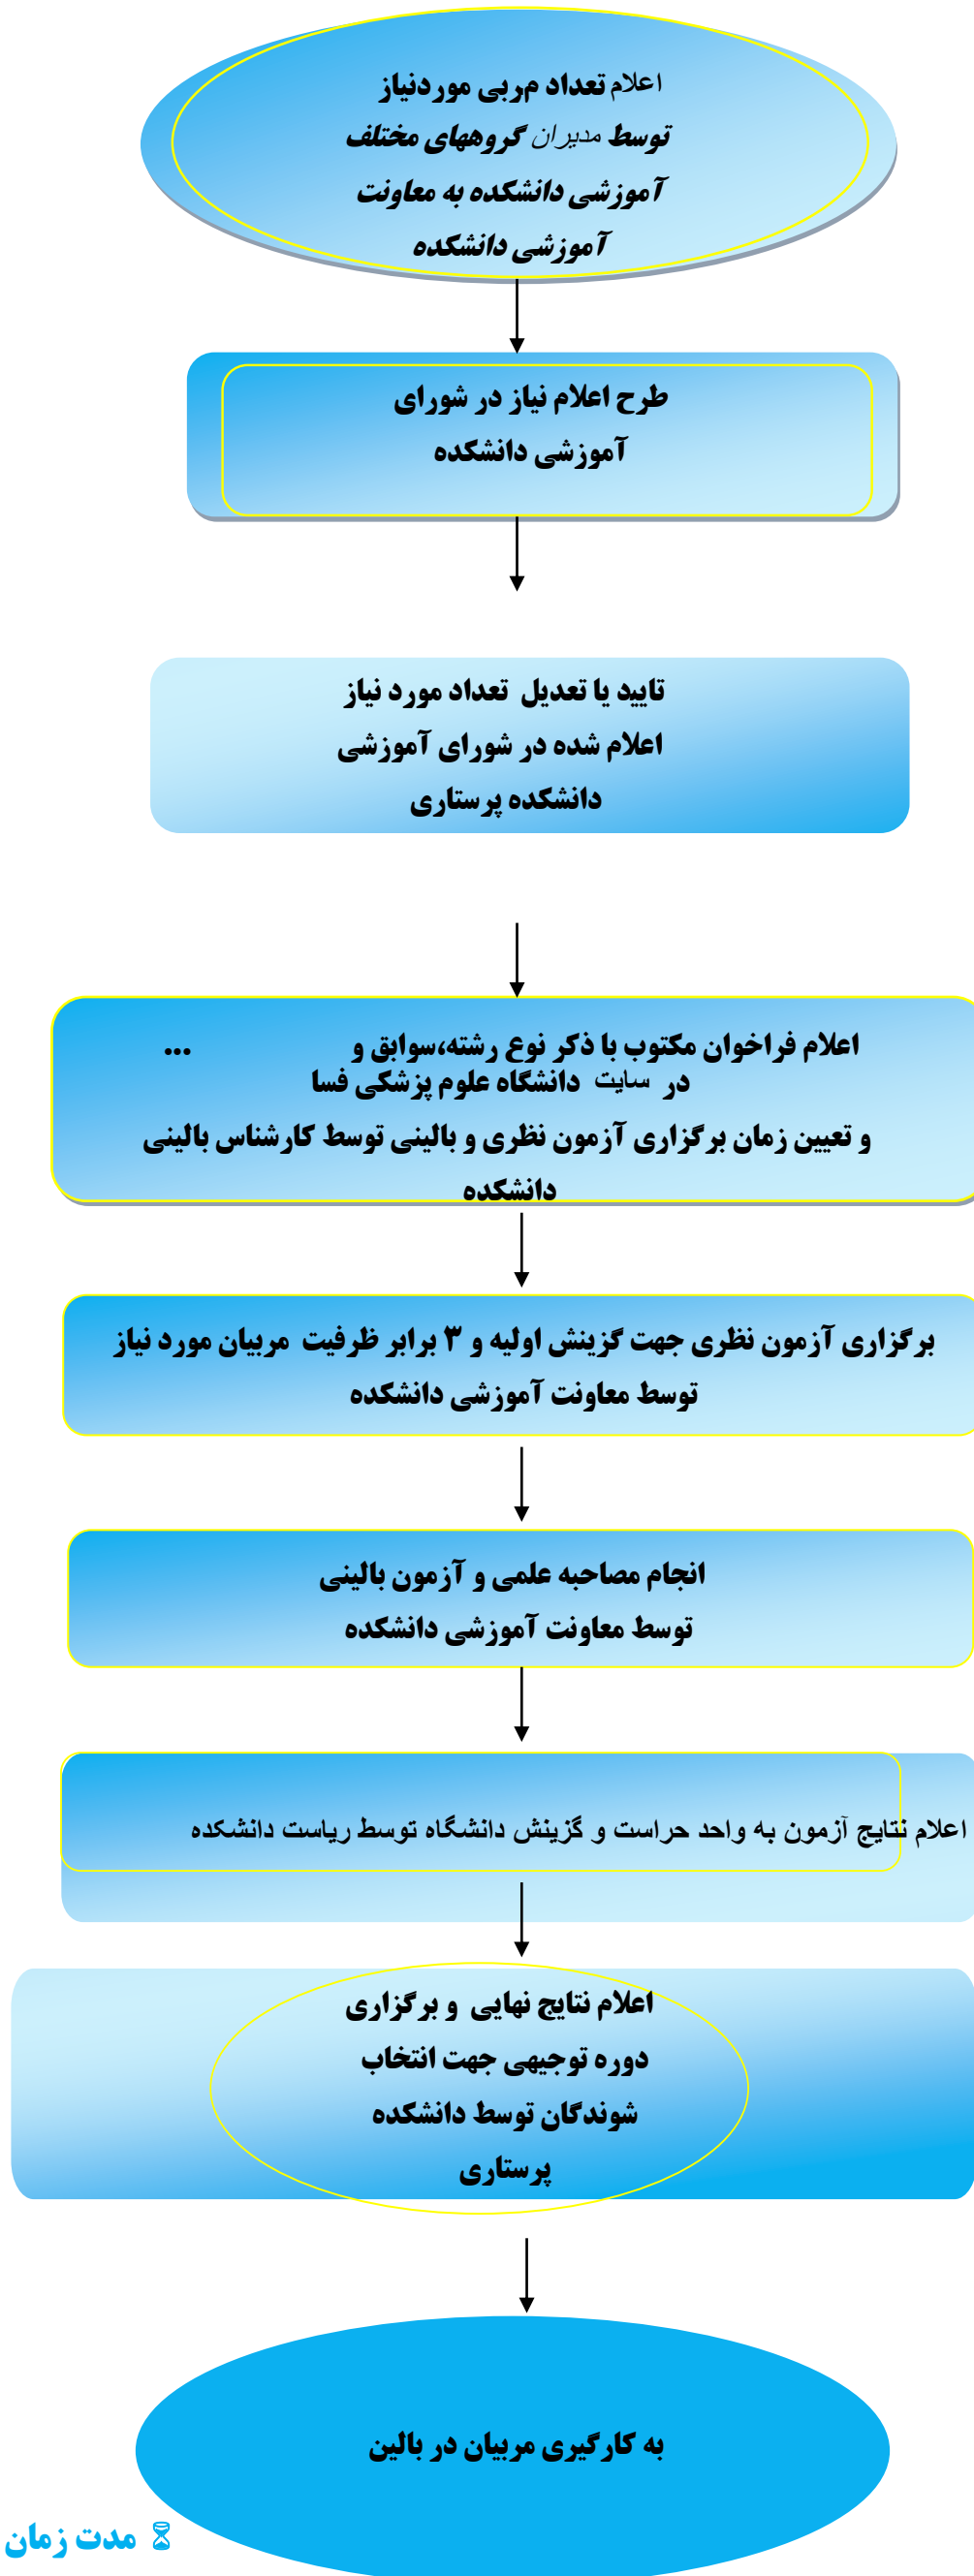 اعلام تعداد مربی موردنیاز
توسط مدیران گروههای مختلف
آموزشی دانشکده به معاونت
آموزشی دانشکده
طرح اعلام نیاز در شورای
آموزشی دانشکده
تایید یا تعدیل تعداد مورد نیاز
اعلام شده در شورای آموزشی
دانشکده پرستاری
اعلام فراخوان مکتوب با ذکر نوع رشته،سوابق و ...
در سایت دانشگاه علوم پزشکی فسا
و تعیین زمان برگزاری آزمون نظری و بالینی توسط کارشناس بالینی
دانشکده
برگزاری آزمون نظری جهت گزینش اولیه و ۳ برابر ظرفیت مربیان مورد نیاز
توسط معاونت آموزشی دانشکده
انجام مصاحبه علمی و آزمون بالینی
توسط معاونت آموزشی دانشکده
اعلام نتایج آزمون به واحد حراست و گزینش دانشگاه توسط ریاست دانشکده
اعلام نتایج نهایی و برگزاری
دوره توجیهی جهت انتخاب
شوندگان توسط دانشکده
پرستاری
به کارگیری مربیان در بالین
مدت زمان